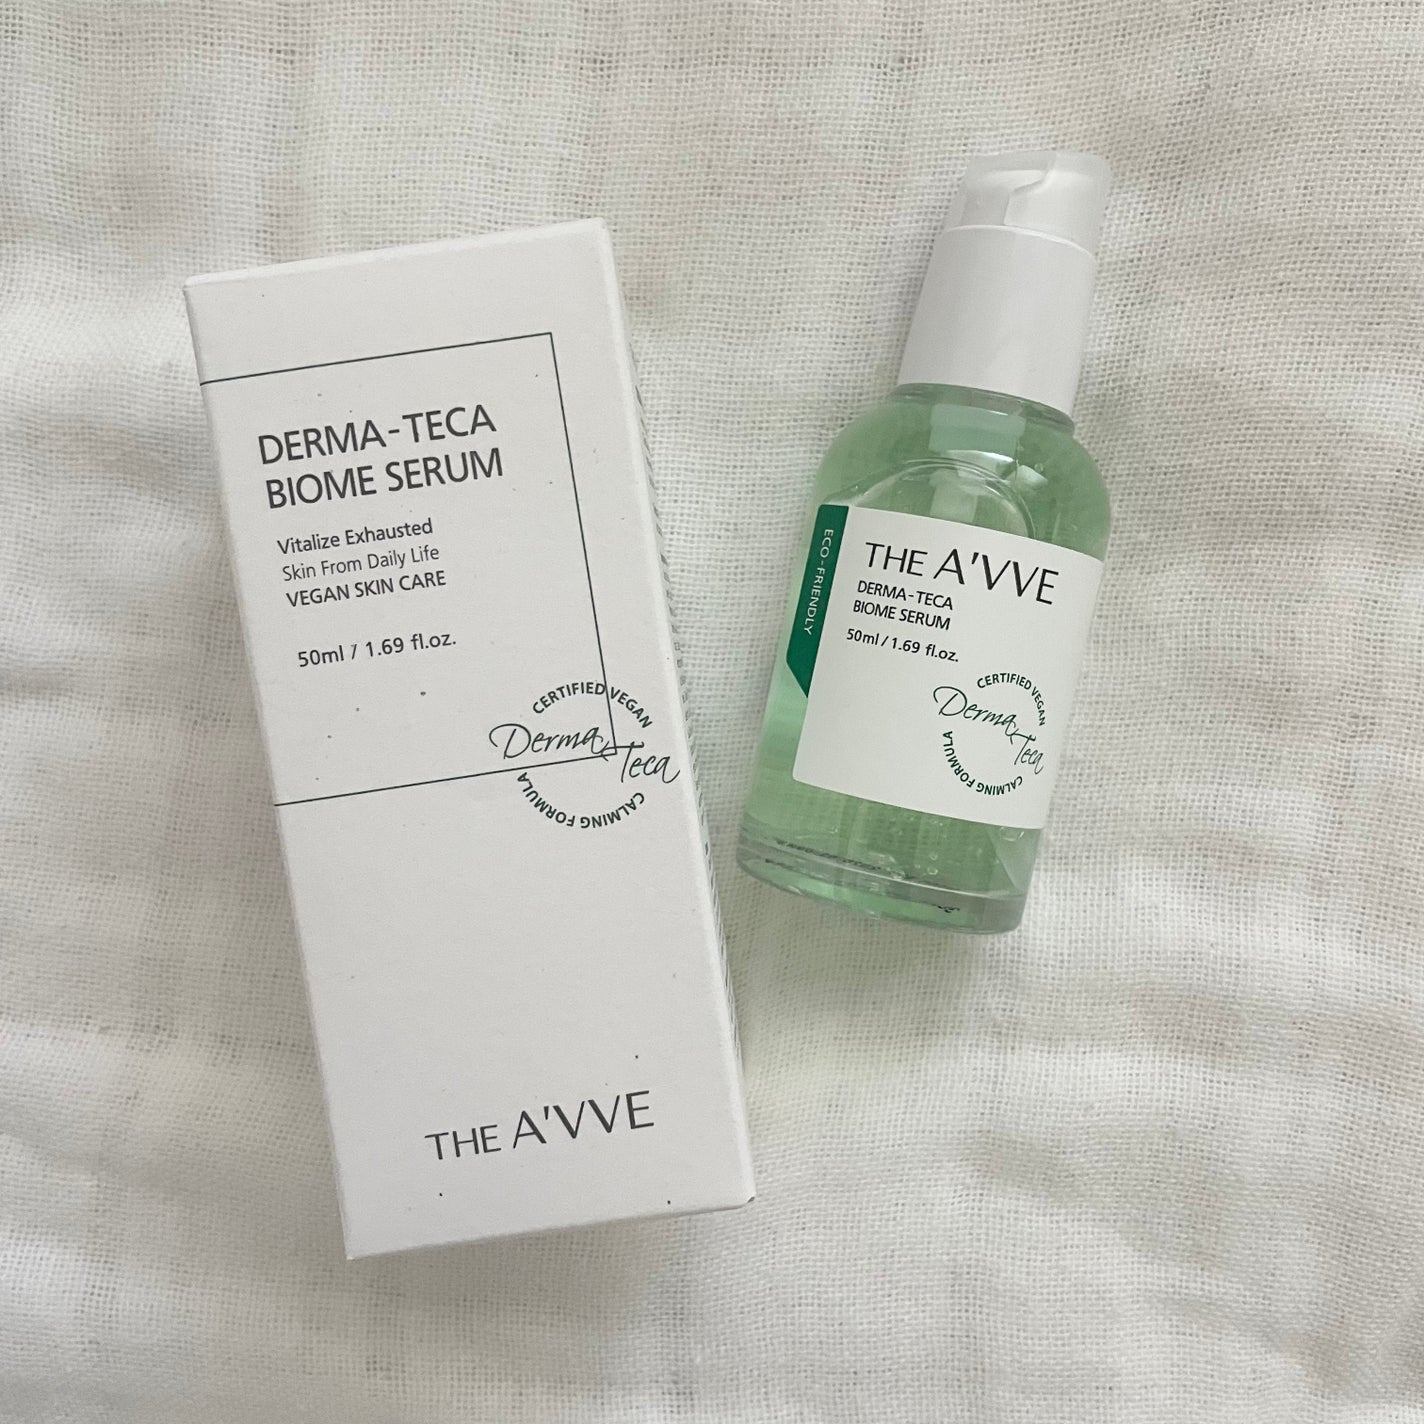 DERMA-TECA
BIOME SERUM
Vitalize Exhausted
Skin From Daily Life
VEGAN SKIN CARE
50ml / 1.69 fl.oz.
CERTIFIED VEGAN
Derma Teca
CALMING FORMULA
THE A'VVE
ECO-FRIENDLY
THE A'VVE
DERMA-TECA
BIOME SERUM
50ml / 1.69 fl.oz.
CERTIFIED VEGAN
Derma Teca
CALMING FORMULA